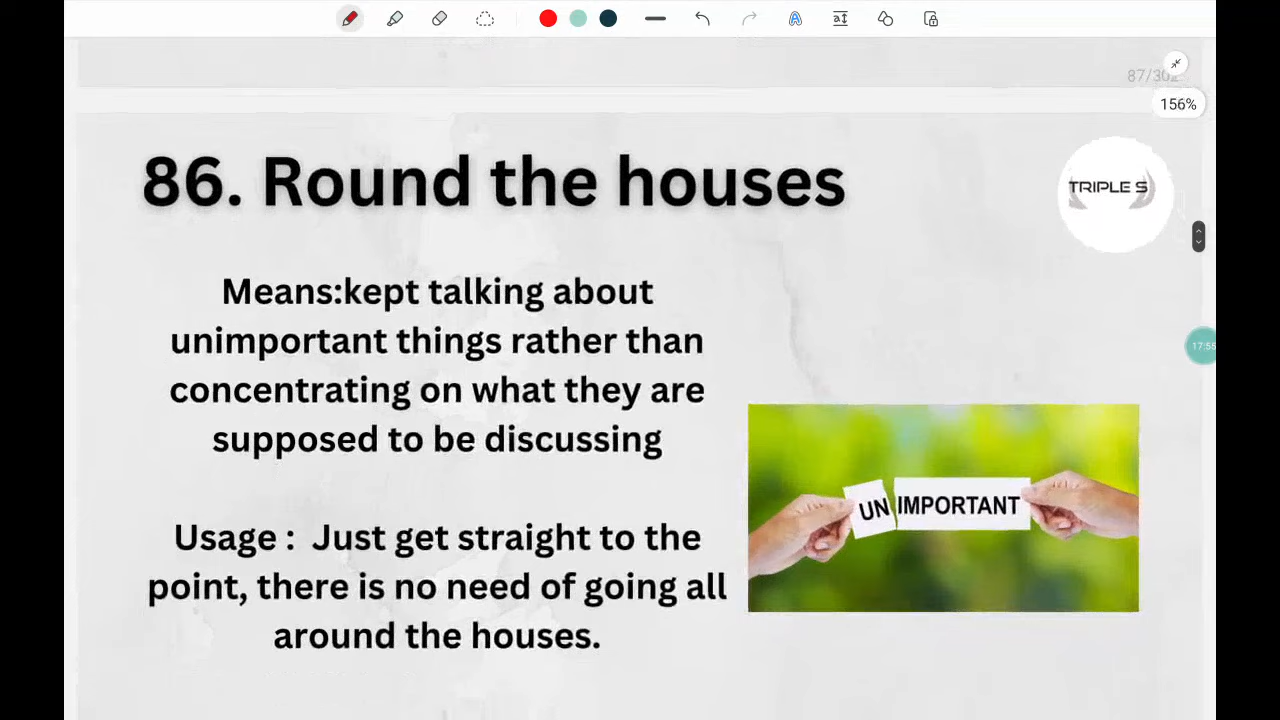 87/302
156%
86. Round the houses
TRIPLE S
Means:kept talking about
unimportant things rather than
concentrating on what they are
supposed to be discussing
17:55
UN IMPORTANT
Usage :  Just get straight to the
point, there is no need of going all
around the houses.